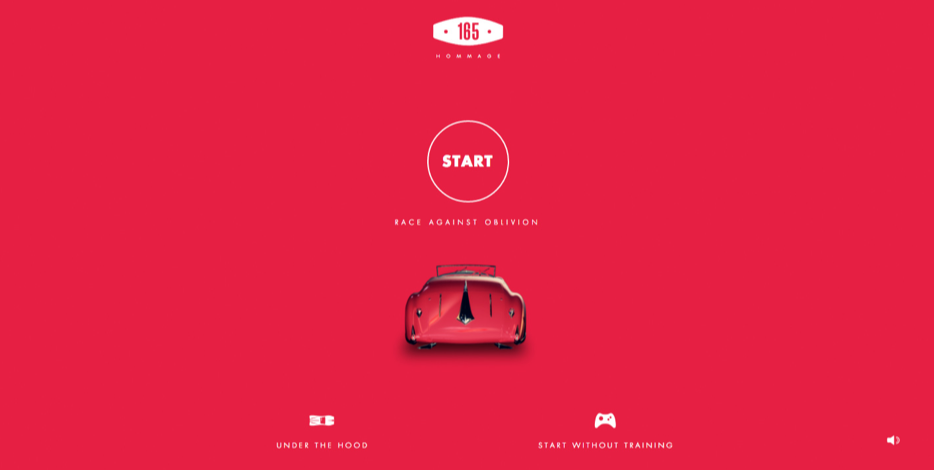 165
HOMMAGE
START
RACE AGAINST OBLIVION
UNDER THE HOOD
START WITHOUT TRAINING